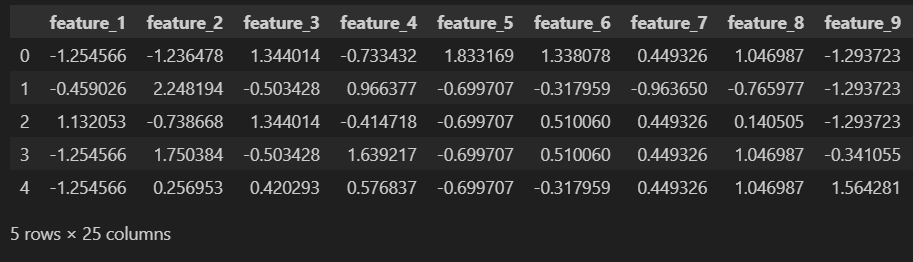 feature_1 feature_2 feature_3 feature_4 feature_5 feature_6 feature_7 feature_8 feature_9
0 -1.254566 -1.236478 1.344014 -0.733432 1.833169 1.338078 0.449326 1.046987 -1.293723
1 -0.459026 2.248194 -0.503428 0.966377 -0.699707 -0.317959 -0.963650 -0.765977 -1.293723
2 1.132053 -0.738668 1.344014 -0.414718 -0.699707 0.510060 0.449326 0.140505 -1.293723
3 -1.254566 1.750384 -0.503428 1.639217 -0.699707 0.510060 0.449326 1.046987 -0.341055
4 -1.254566 0.256953 0.420293 0.576837 -0.699707 -0.317959 0.449326 1.046987 1.564281
5 rows × 25 columns